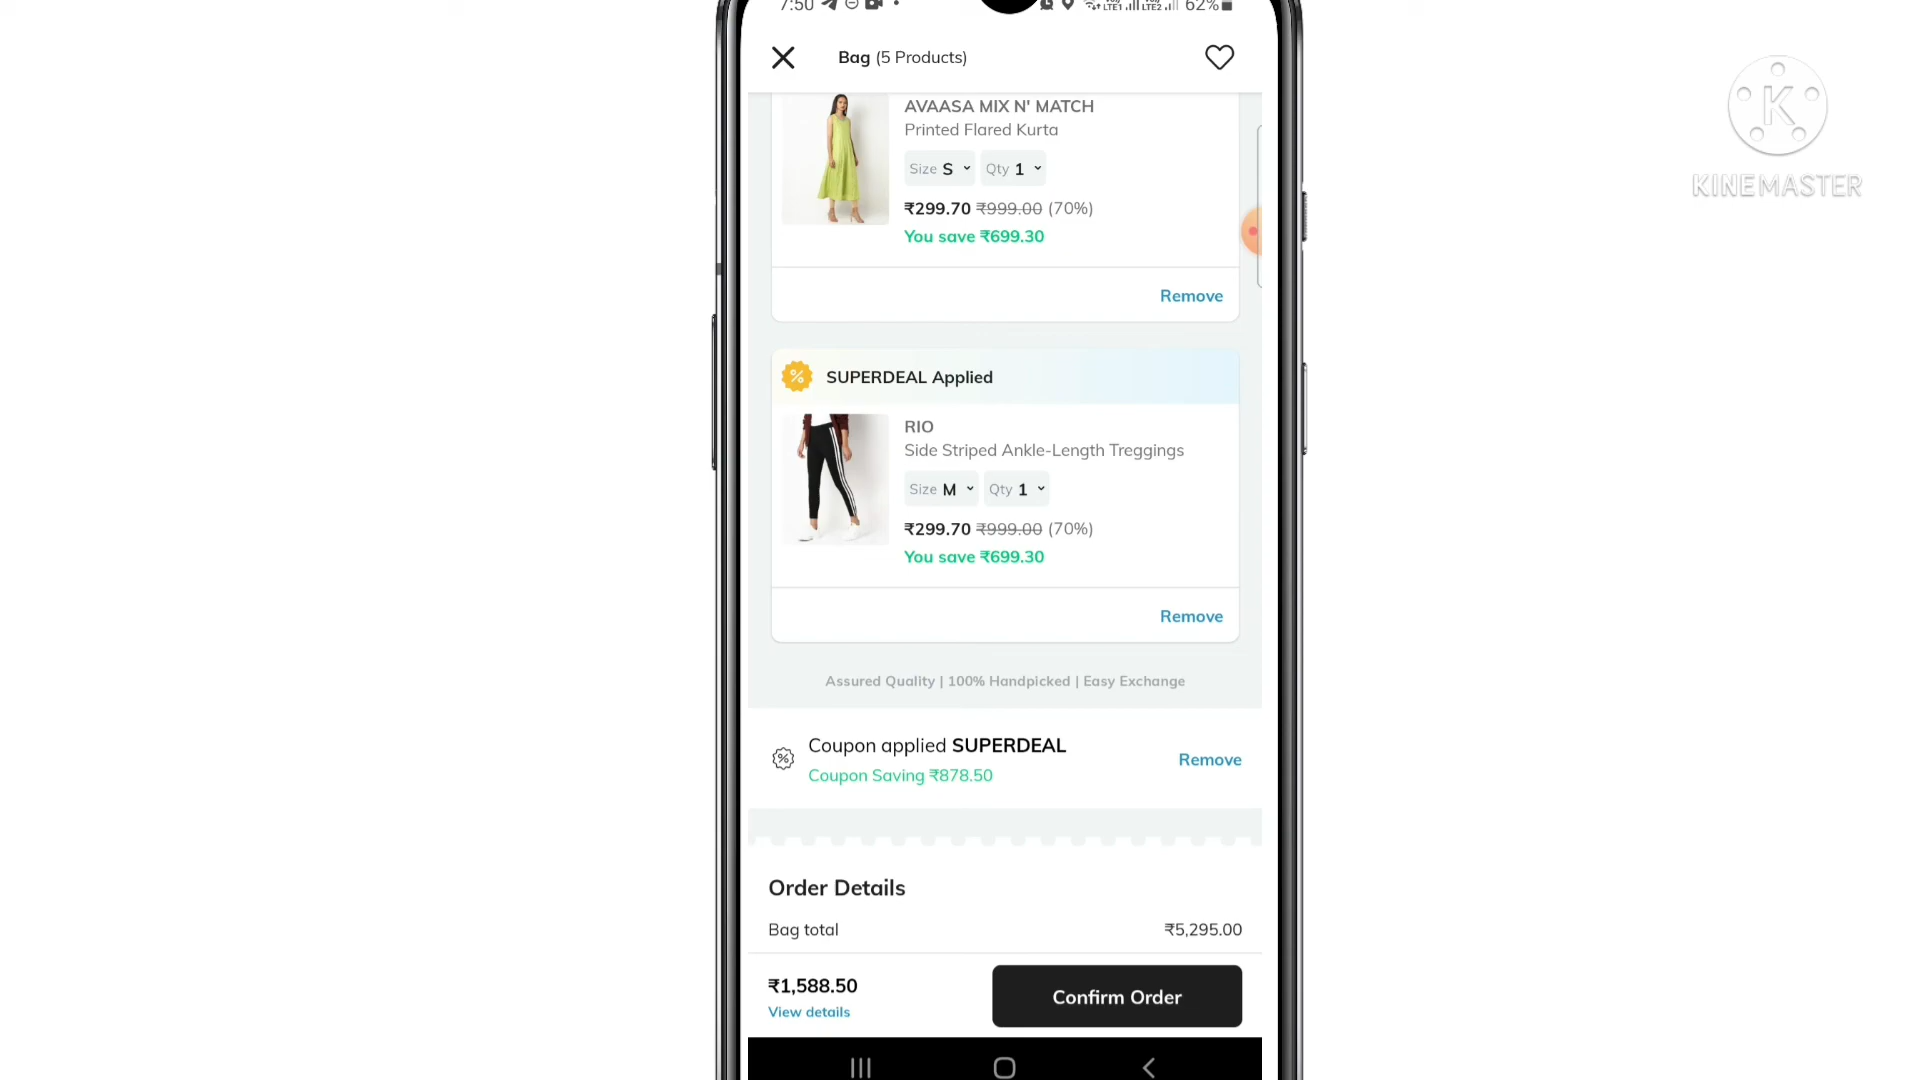 7:50 62%
Bag (5 Products)
AVAASA MIX N' MATCH
Printed Flared Kurta
Size S Qty 1
₹299.70 ₹999.00 (70%)
You save ₹699.30
Remove
SUPERDEAL Applied
RIO
Side Striped Ankle-Length Treggings
Size M Qty 1
₹299.70 ₹999.00 (70%)
You save ₹699.30
Remove
Assured Quality | 100% Handpicked | Easy Exchange
Coupon applied SUPERDEAL
Coupon Saving ₹878.50
Remove
Order Details
Bag total ₹5,295.00
₹1,588.50
View details
Confirm Order
K
KINEMASTER